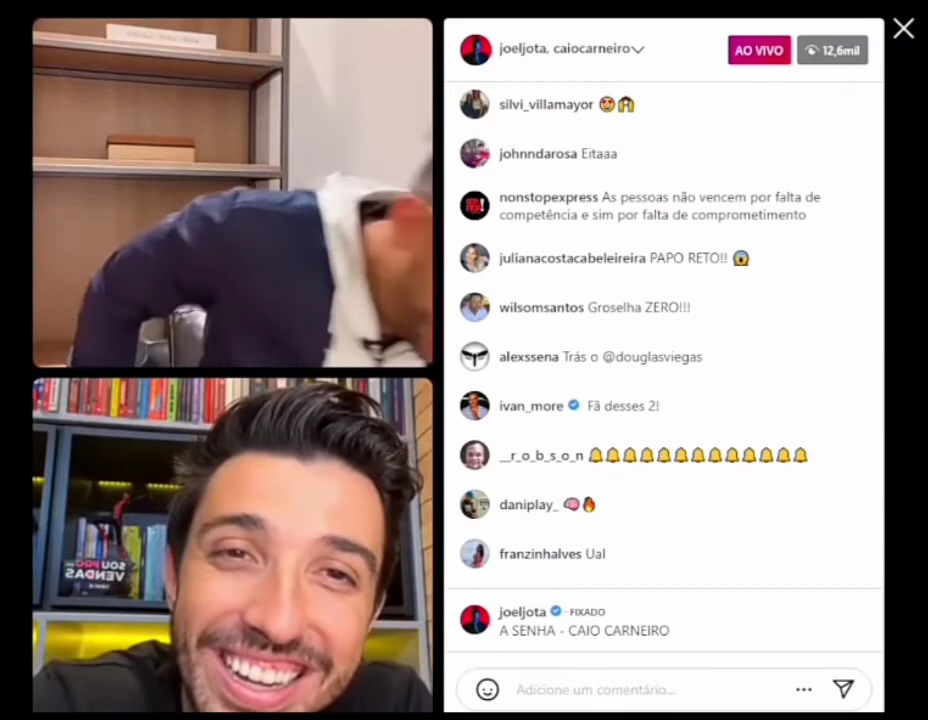 joeljota, caiocarneiro
AO VIVO
12,6mil
silvi_villamayor 😍🙌
johnndarosa Eitaaa
nonstopexpress As pessoas não vencem por falta de
competência e sim por falta de comprometimento
julianacostacabeleireira PAPO RETO!! 😱
wilsomsantos Groselha ZERO!!!
alexssena Trás o @douglasviegas
ivan_more Fã desses 2!
__r_o_b_s_o_n 🔔🔔🔔🔔🔔🔔🔔🔔🔔🔔🔔🔔🔔
daniplay_ 🧠🔥
franzinhalves Ual
joeljota · FIXADO
A SENHA - CAIO CARNEIRO
Adicione um comentário...
SOU PRO
VENDAS